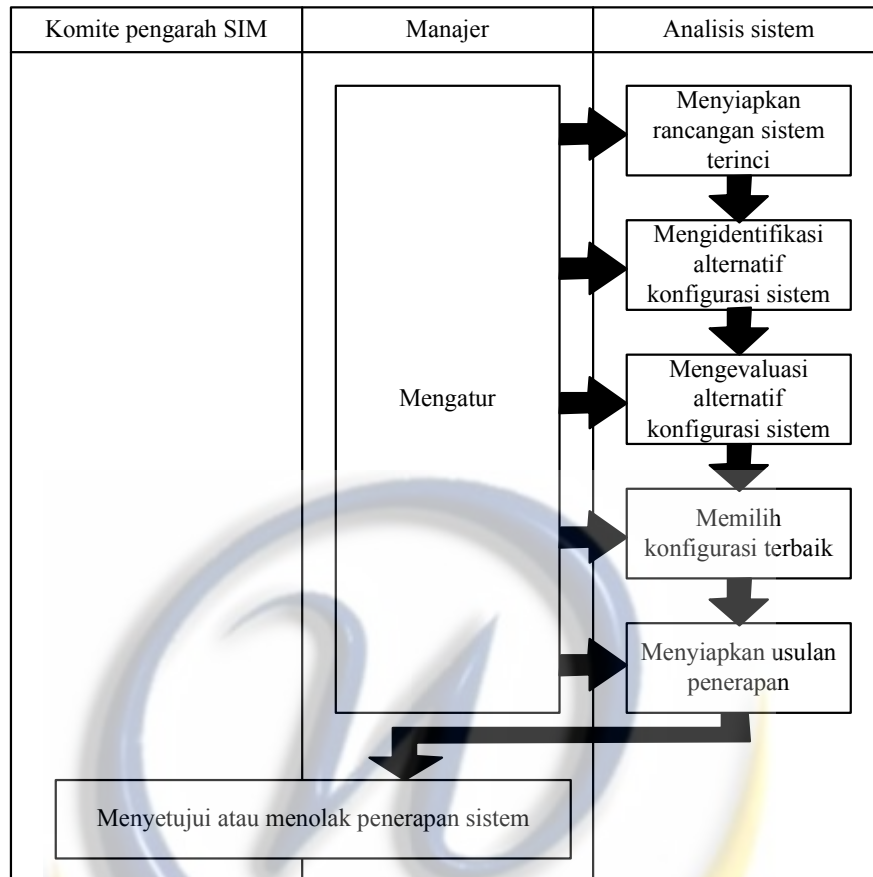 Komite pengarah SIM
Manajer
Analisis sistem
Menyiapkan
rancangan sistem
terinci
Mengidentifikasi
alternatif
konfigurasi sistem
Mengatur
Mengevaluasi
alternatif
konfigurasi sistem
Memilih
konfigurasi terbaik
Menyiapkan usulan
penerapan
Menyetujui atau menolak penerapan sistem